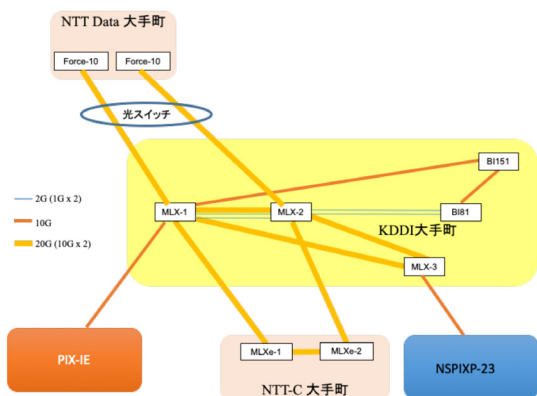 NTT Data 大手町
Force-10
Force-10
光スイッチ
BI151
2G (1G x 2)
10G
20G (10G x 2)
MLX-1
MLX-2
BI81
KDDI大手町
MLX-3
PIX-IE
MLXe-1
MLXe-2
NTT-C 大手町
NSPIXP-23